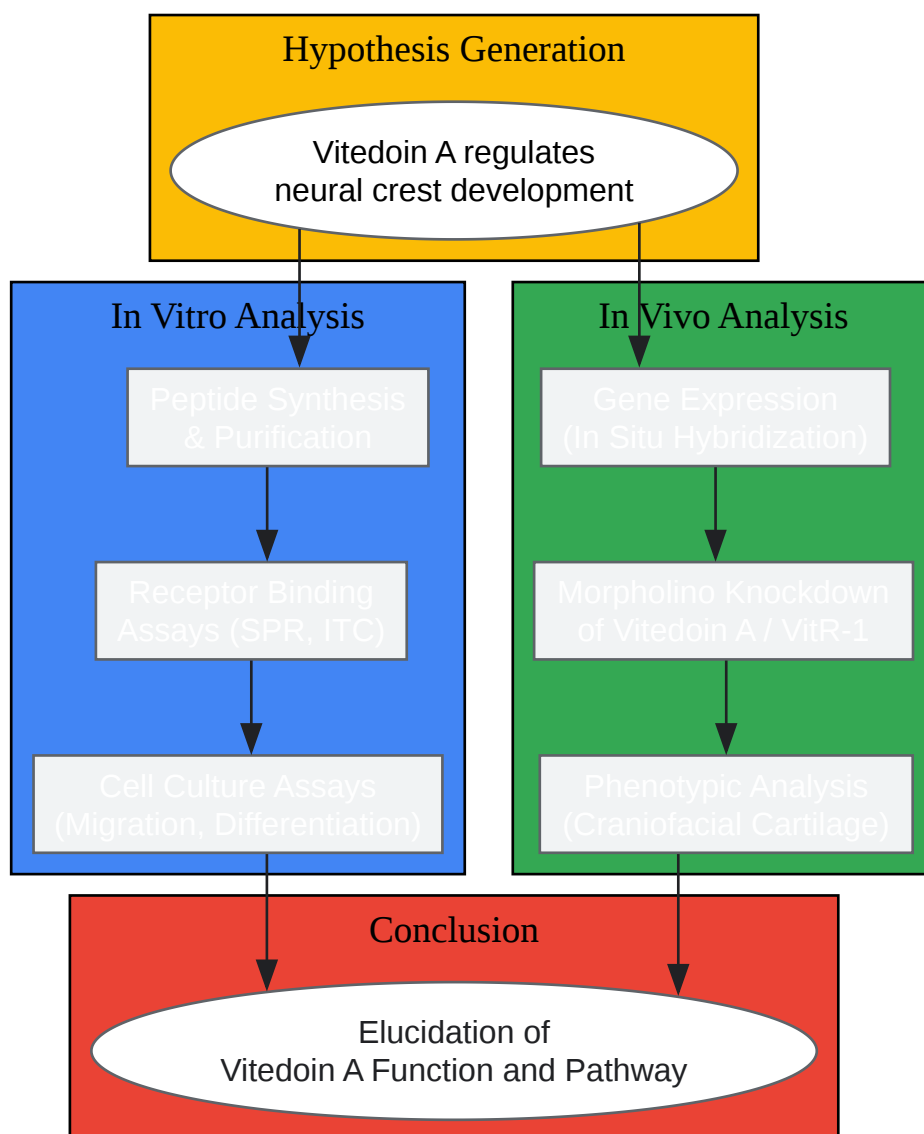 Hypothesis Generation
Vitedoin A regulates
neural crest development
In Vitro Analysis
Peptide Synthesis
& Purification
Receptor Binding
Assays (SPR, ITC)
Cell Culture Assays
(Migration, Differentiation)
In Vivo Analysis
Gene Expression
(In Situ Hybridization)
Morpholino Knockdown
of Vitedoin A / VitR-1
Phenotypic Analysis
(Craniofacial Cartilage)
Conclusion
Elucidation of
Vitedoin A Function and Pathway